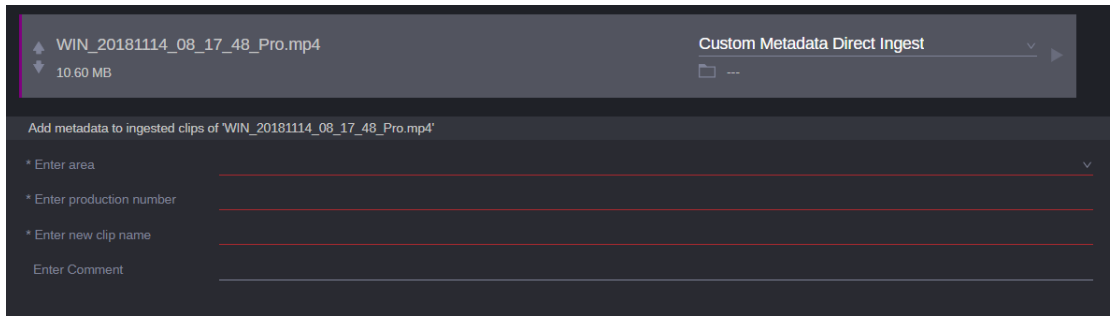 WIN_20181114_08_17_48_Pro.mp4
Custom Metadata Direct Ingest
10.60 MB
---
Add metadata to ingested clips of 'WIN_20181114_08_17_48_Pro.mp4'
* Enter area
* Enter production number
* Enter new clip name
Enter Comment